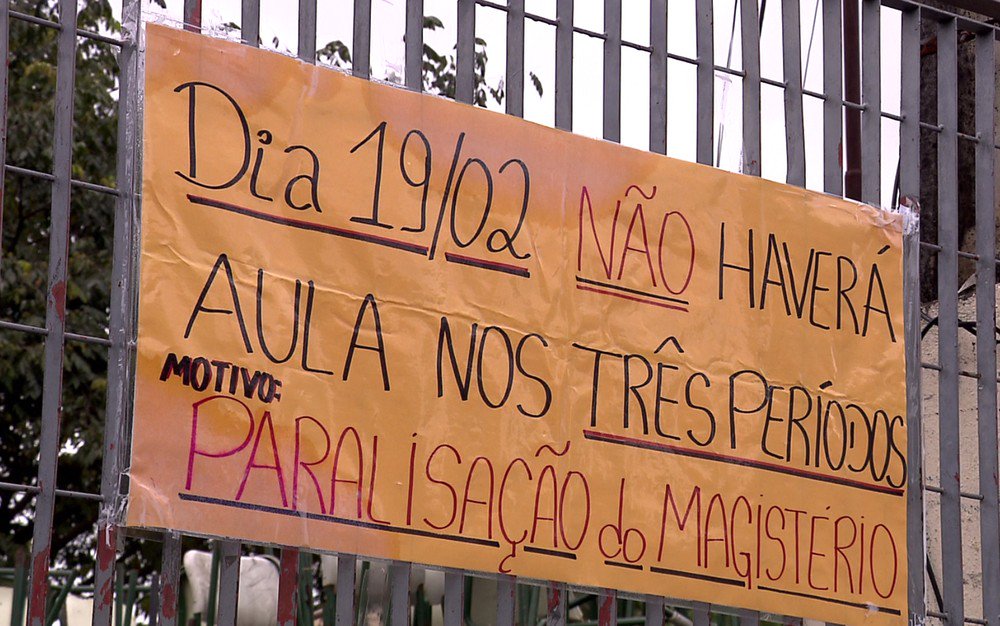 Dia 19/02 NÃO HAVERÁ
AULA NOS TRÊS PERÍODOS
MOTIVO:
PARALISAÇÃO do MAGISTÉRIO